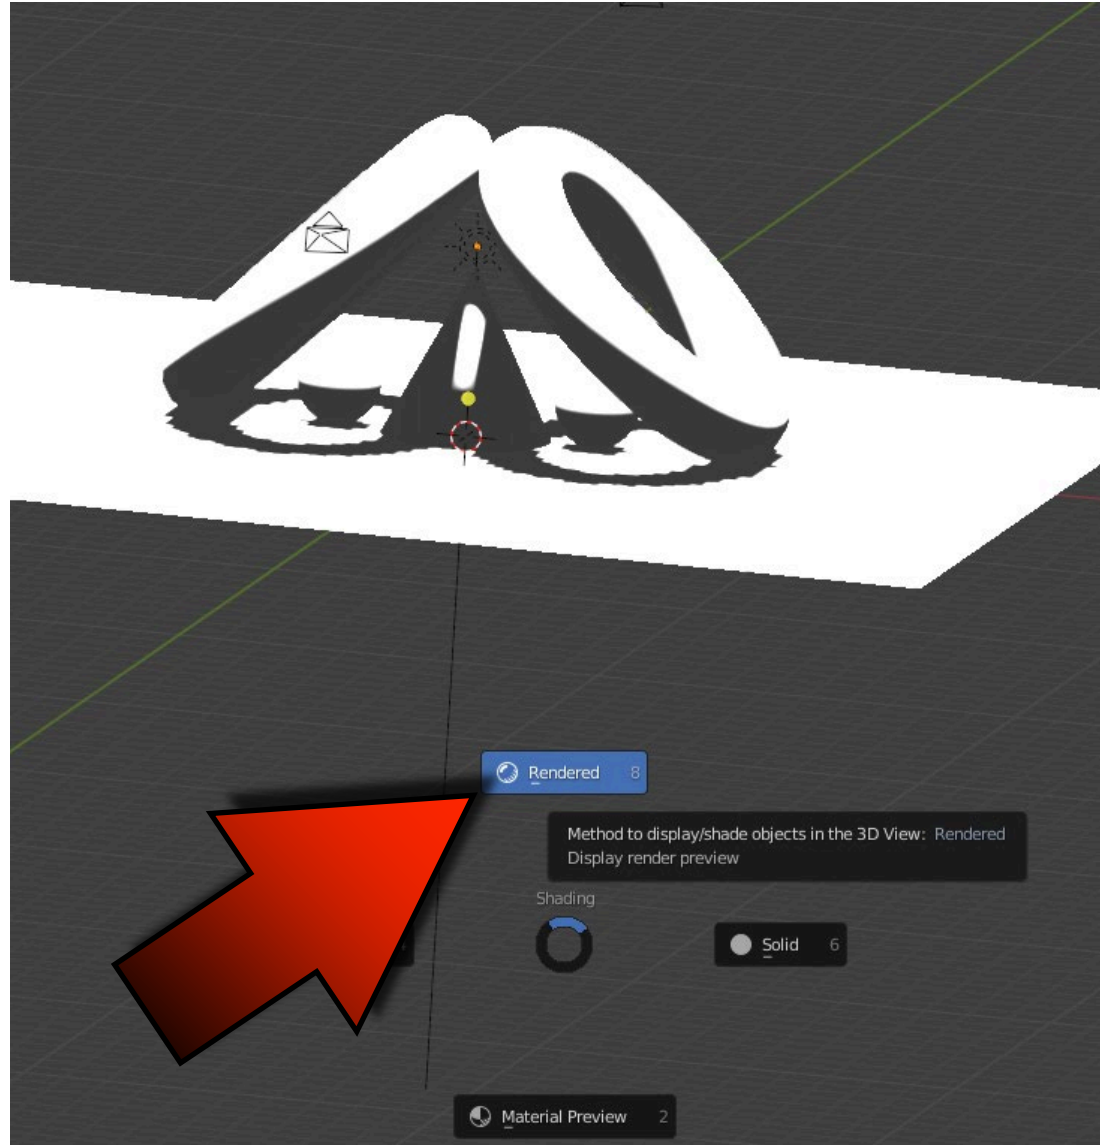 Rendered 8
Method to display/shade objects in the 3D View: Rendered
Display render preview
Shading
Solid 6
Material Preview 2